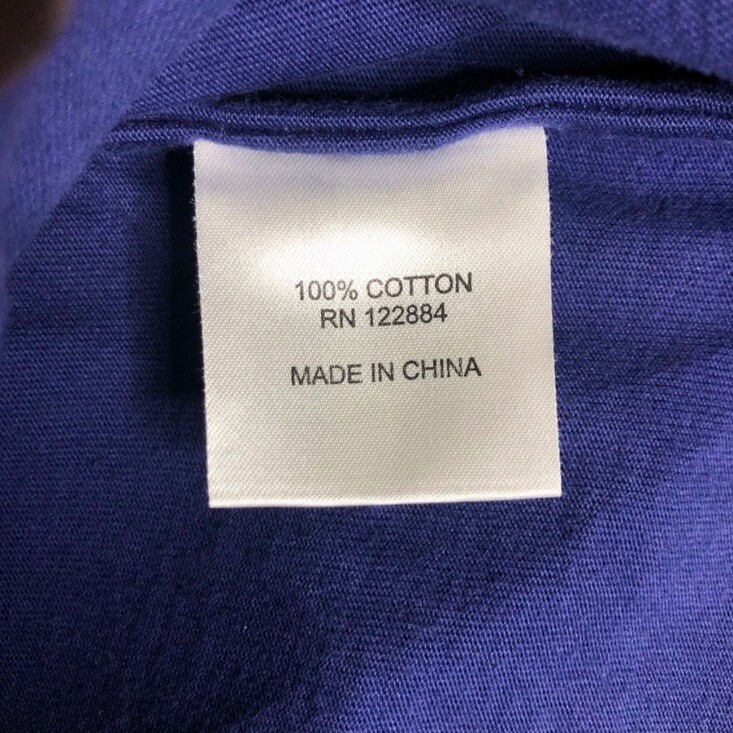 100% COTTON
RN 122884
MADE IN CHINA